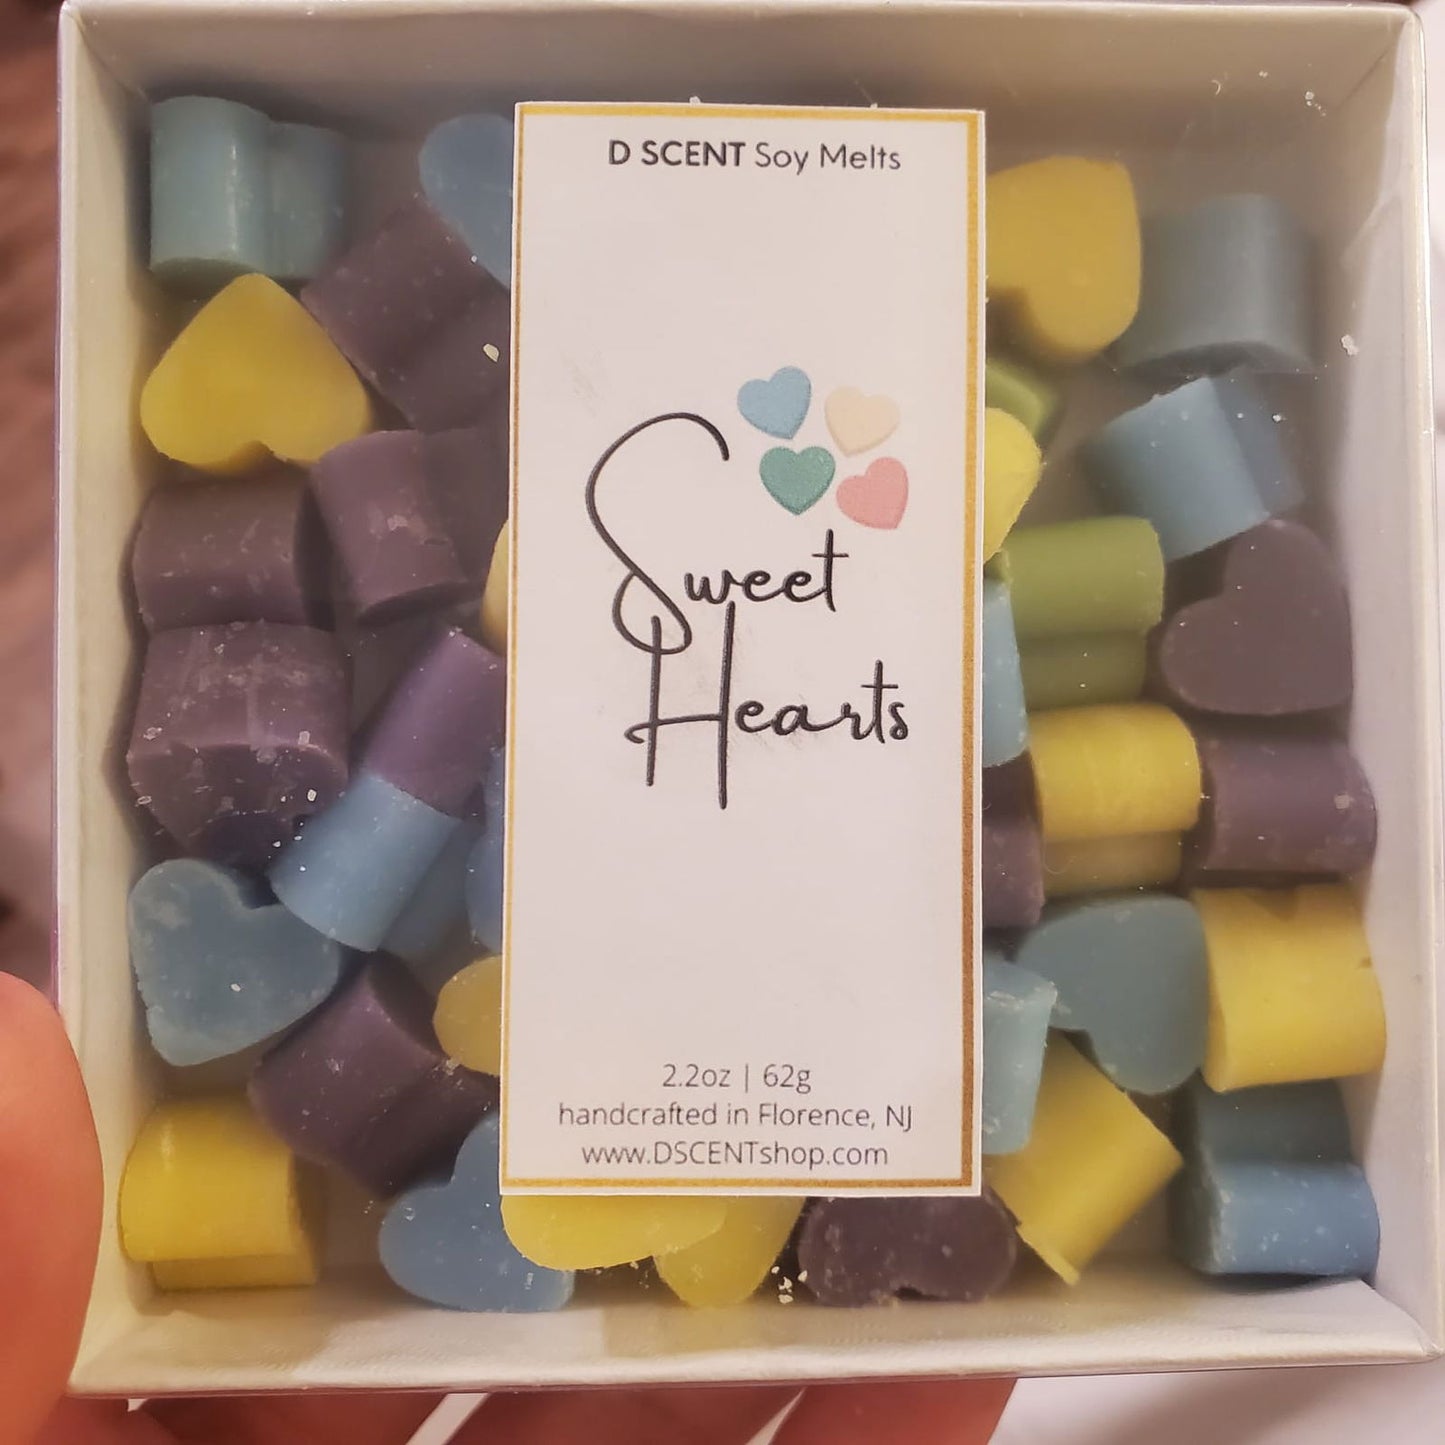 D SCENT Soy Melts
Sweet
Hearts
2.2oz | 62g
handcrafted in Florence, NJ
www.DSCENTshop.com